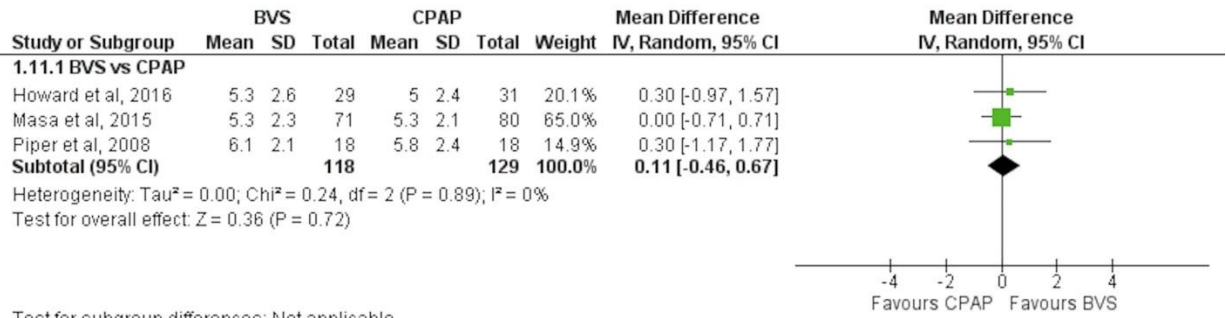 BVS CPAP Mean Difference Mean Difference
Study or Subgroup Mean SD Total Mean SD Total Weight IV, Random, 95% CI IV, Random, 95% CI
1.11.1 BVS vs CPAP
Howard et al, 2016 5.3 2.6 29 5 2.4 31 20.1% 0.30 [-0.97, 1.57]
Masa et al, 2015 5.3 2.3 71 5.3 2.1 80 65.0% 0.00 [-0.71, 0.71]
Piper et al, 2008 6.1 2.1 18 5.8 2.4 18 14.9% 0.30 [-1.17, 1.77]
Subtotal (95% CI) 118 129 100.0% 0.11 [-0.46, 0.67]
Heterogeneity: Tau² = 0.00; Chi² = 0.24, df = 2 (P = 0.89); I² = 0%
Test for overall effect: Z = 0.36 (P = 0.72)
-4 -2 0 2 4
Favours CPAP Favours BVS
Test for subgroup differences: Not applicable